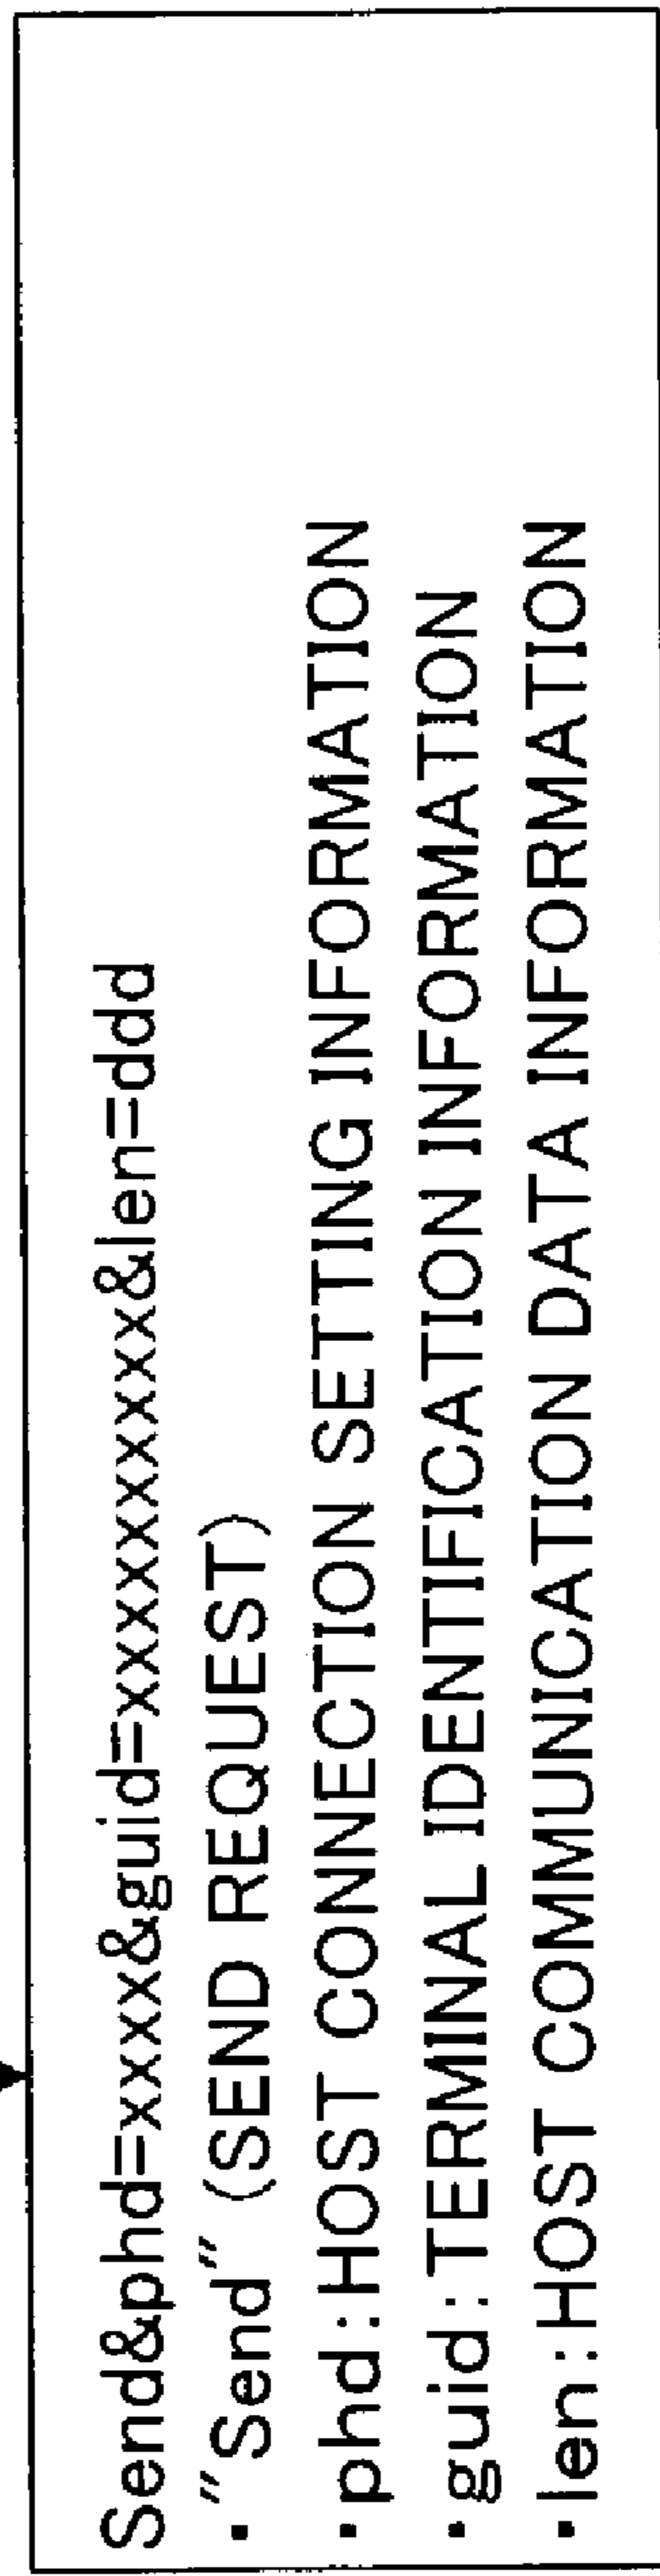 Send&phd=xxxx&guid=xxxxxxxxxx&len=ddd
・"Send" (SEND REQUEST)
・phd:HOST CONNECTION SETTING INFORMATION
・guid:TERMINAL IDENTIFICATION INFORMATION
・len:HOST COMMUNICATION DATA INFORMATION